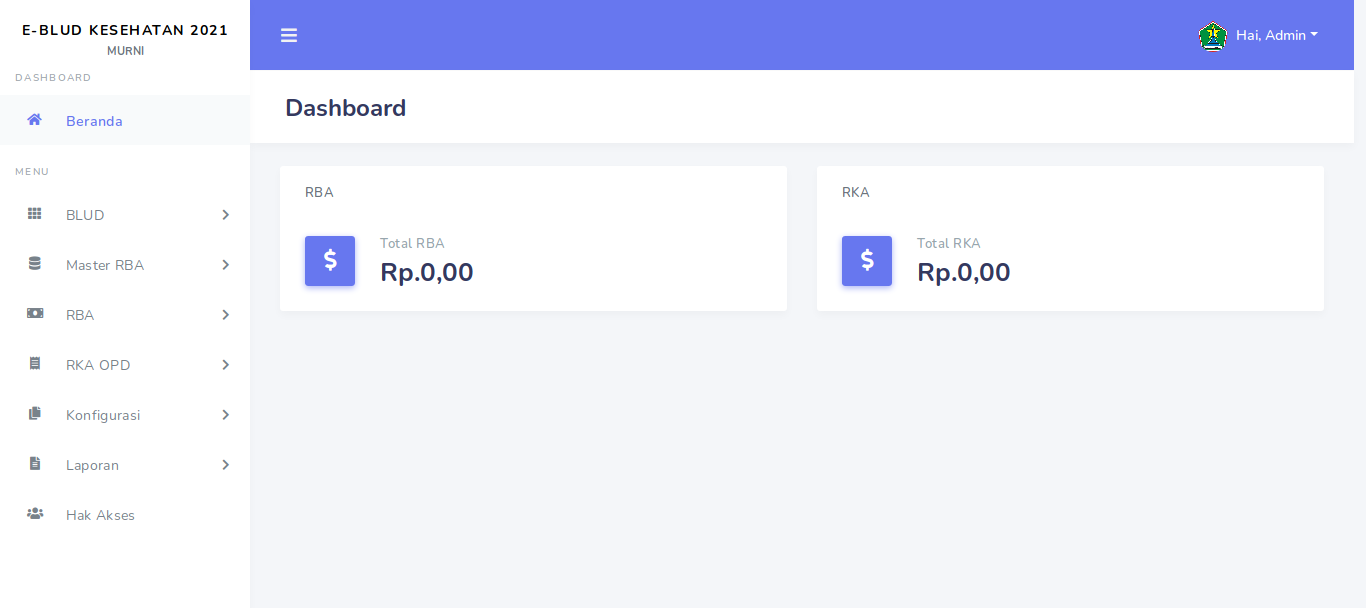 E-BLUD KESEHATAN 2021
MURNI
DASHBOARD
Beranda
MENU
BLUD
Master RBA
RBA
RKA OPD
Konfigurasi
Laporan
Hak Akses
Hai, Admin
Dashboard
RBA
Total RBA
Rp.0,00
RKA
Total RKA
Rp.0,00